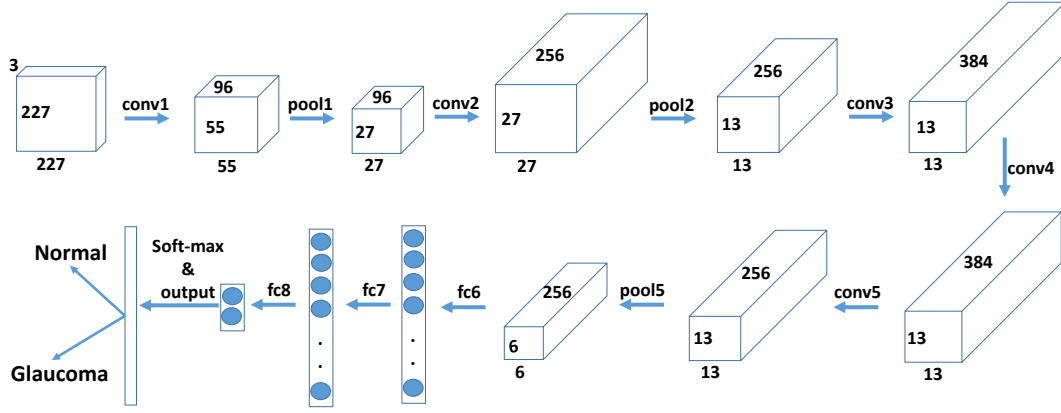 3
227
227
conv1
96
55
55
pool1
96
27
27
conv2
256
27
27
pool2
256
13
13
conv3
384
13
13
conv4
384
13
13
conv5
256
13
13
pool5
256
6
6
fc6
fc7
fc8
Soft-max
&
output
Normal
Glaucoma